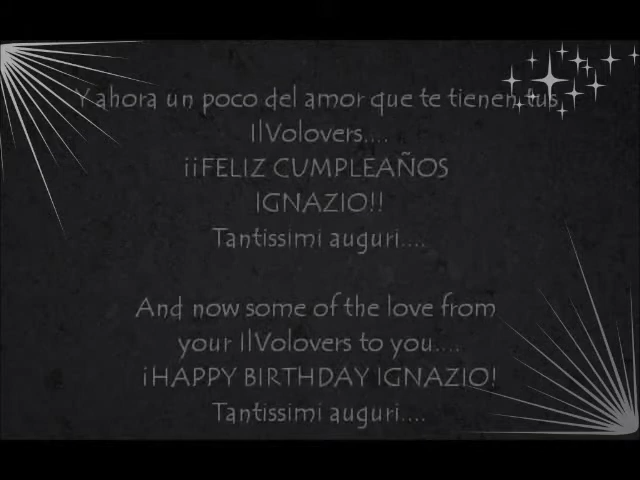 Y ahora un poco del amor que te tienen tus
IlVolovers....
¡¡FELIZ CUMPLEAÑOS
IGNAZIO!!
Tantissimi auguri....
And now some of the love from
your IlVolovers to you....
¡HAPPY BIRTHDAY IGNAZIO!
Tantissimi auguri....